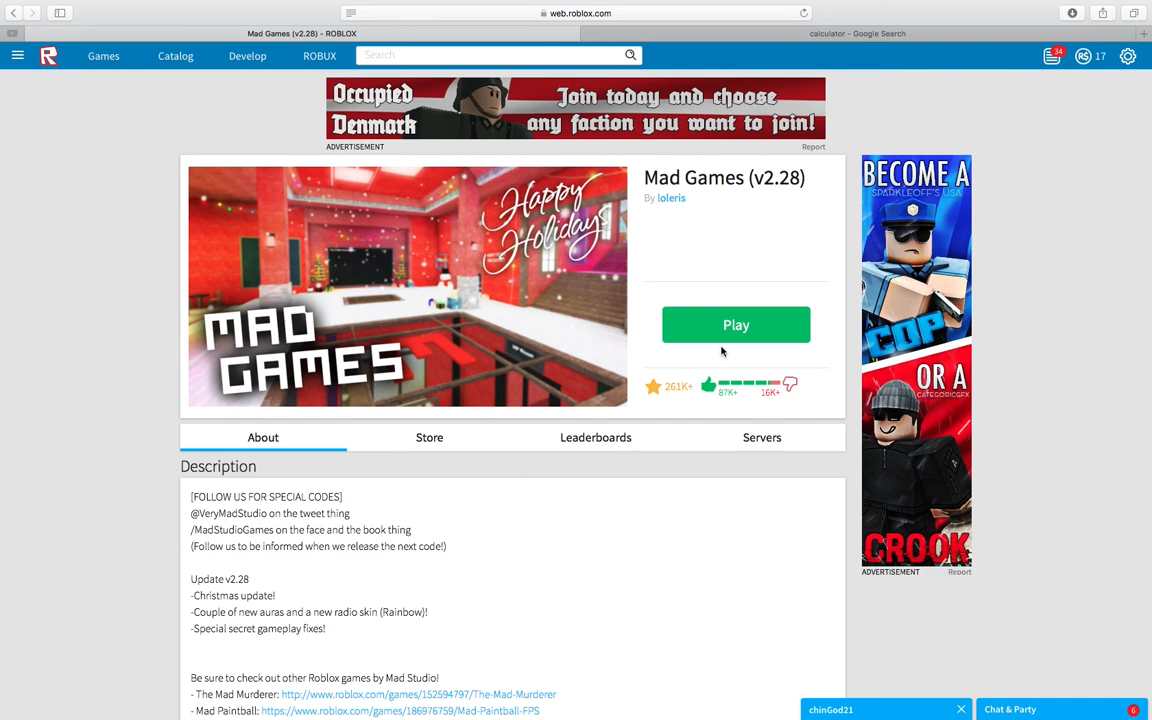 web.roblox.com
Mad Games (v2.28) - ROBLOX
calculator - Google Search
Games
Catalog
Develop
ROBUX
Search
34
R$ 17
Occupied Denmark
Join today and choose
any faction you want to join!
ADVERTISEMENT
Report
Happy Holidays
MAD GAMES
Mad Games (v2.28)
By loleris
Play
261K+
87K+
16K+
BECOME A
SPARKLEOFF'S USA
COP
OR A
CATEGORICGFX
CROOK
ADVERTISEMENT
Report
About
Store
Leaderboards
Servers
Description
[FOLLOW US FOR SPECIAL CODES]
@VeryMadStudio on the tweet thing
/MadStudioGames on the face and the book thing
(Follow us to be informed when we release the next code!)
Update v2.28
-Christmas update!
-Couple of new auras and a new radio skin (Rainbow)!
-Special secret gameplay fixes!
Be sure to check out other Roblox games by Mad Studio!
- The Mad Murderer: http://www.roblox.com/games/152594797/The-Mad-Murderer
- Mad Paintball: https://www.roblox.com/games/186976759/Mad-Paintball-FPS
chinGod21
Chat & Party
6